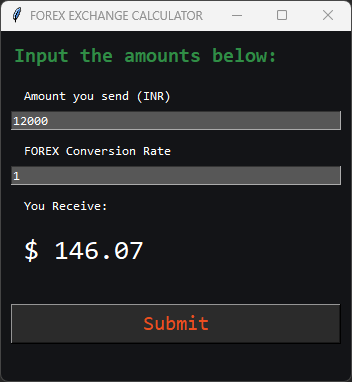 FOREX EXCHANGE CALCULATOR
Input the amounts below:
Amount you send (INR)
12000
FOREX Conversion Rate
1
You Receive:
$ 146.07
Submit